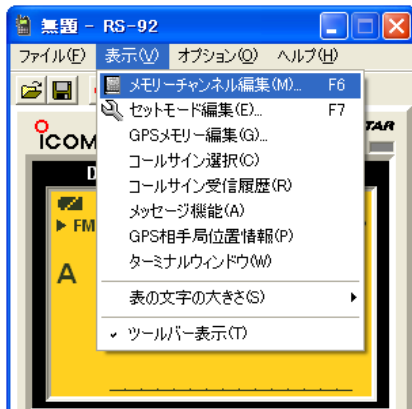 無題 - RS-92
ファイル(F) 表示(V) オプション(O) ヘルプ(H)
メモリーチャンネル編集(M)... F6
セットモード編集(E)... F7
GPSメモリー編集(G)...
コールサイン選択(C)
コールサイン受信履歴(R)
メッセージ機能(A)
GPS相手局位置情報(P)
ターミナルウィンドウ(W)
表の文字の大きさ(S)
ツールバー表示(T)
ICOM
TAR
D
FM
A